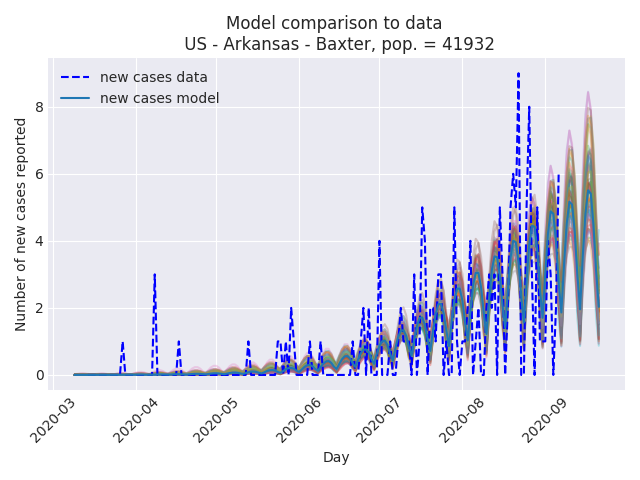 Model comparison to data
US - Arkansas - Baxter, pop. = 41932
new cases data
new cases model
Number of new cases reported
8
6
4
2
0
2020-03
2020-04
2020-05
2020-06
2020-07
2020-08
2020-09
Day